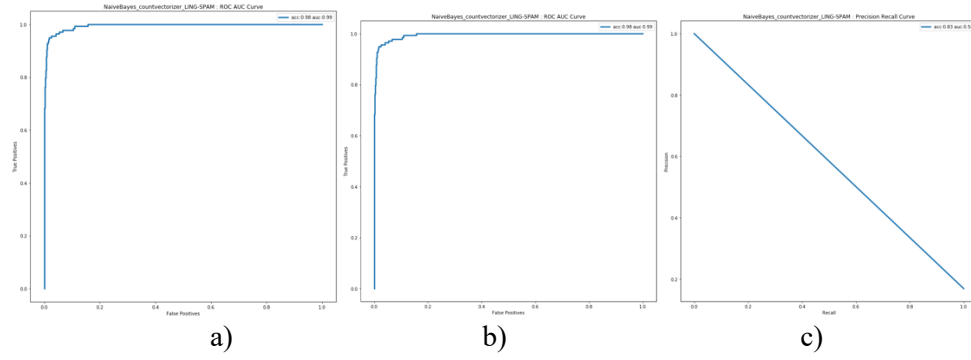 NaiveBayes_countvectorizer_LING-SPAM : ROC AUC Curve
acc:0.98 auc:0.99
1.0
0.8
0.6
0.4
0.2
0.0
True Positives
0.0 0.2 0.4 0.6 0.8 1.0
False Positives
a)
NaiveBayes_countvectorizer_LING-SPAM : ROC AUC Curve
acc:0.98 auc:0.99
1.0
0.8
0.6
0.4
0.2
0.0
True Positives
0.0 0.2 0.4 0.6 0.8 1.0
False Positives
b)
NaiveBayes_countvectorizer_LING-SPAM : Precision Recall Curve
acc:0.83 auc:0.5
1.0
0.8
0.6
0.4
0.2
Precision
0.0 0.2 0.4 0.6 0.8 1.0
Recall
c)